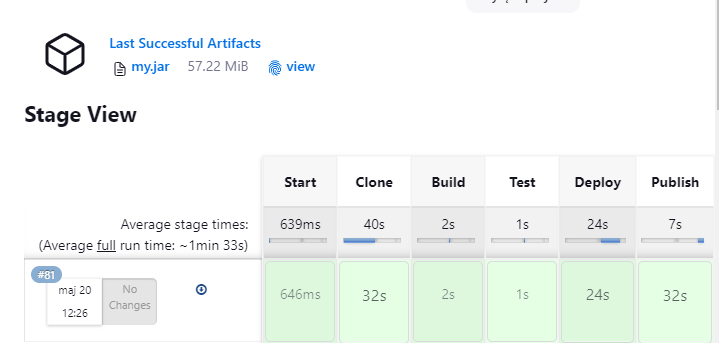 Last Successful Artifacts
my.jar 57.22 MiB view
Stage View
Start Clone Build Test Deploy Publish
Average stage times: 639ms 40s 2s 1s 24s 7s
(Average full run time: ~1min 33s)
#81
maj 20 No
12:26 Changes
646ms 32s 2s 1s 24s 32s